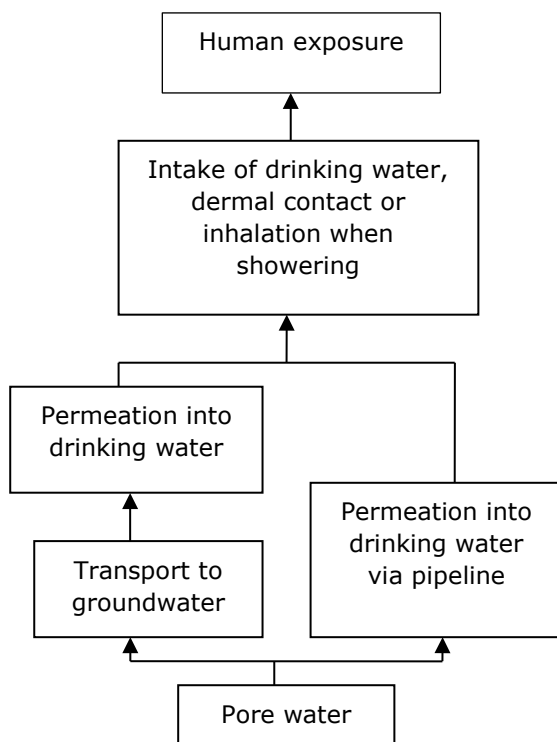 Human exposure
Intake of drinking water,
dermal contact or
inhalation when
showering
Permeation into
drinking water
Permeation into
drinking water
via pipeline
Transport to
groundwater
Pore water